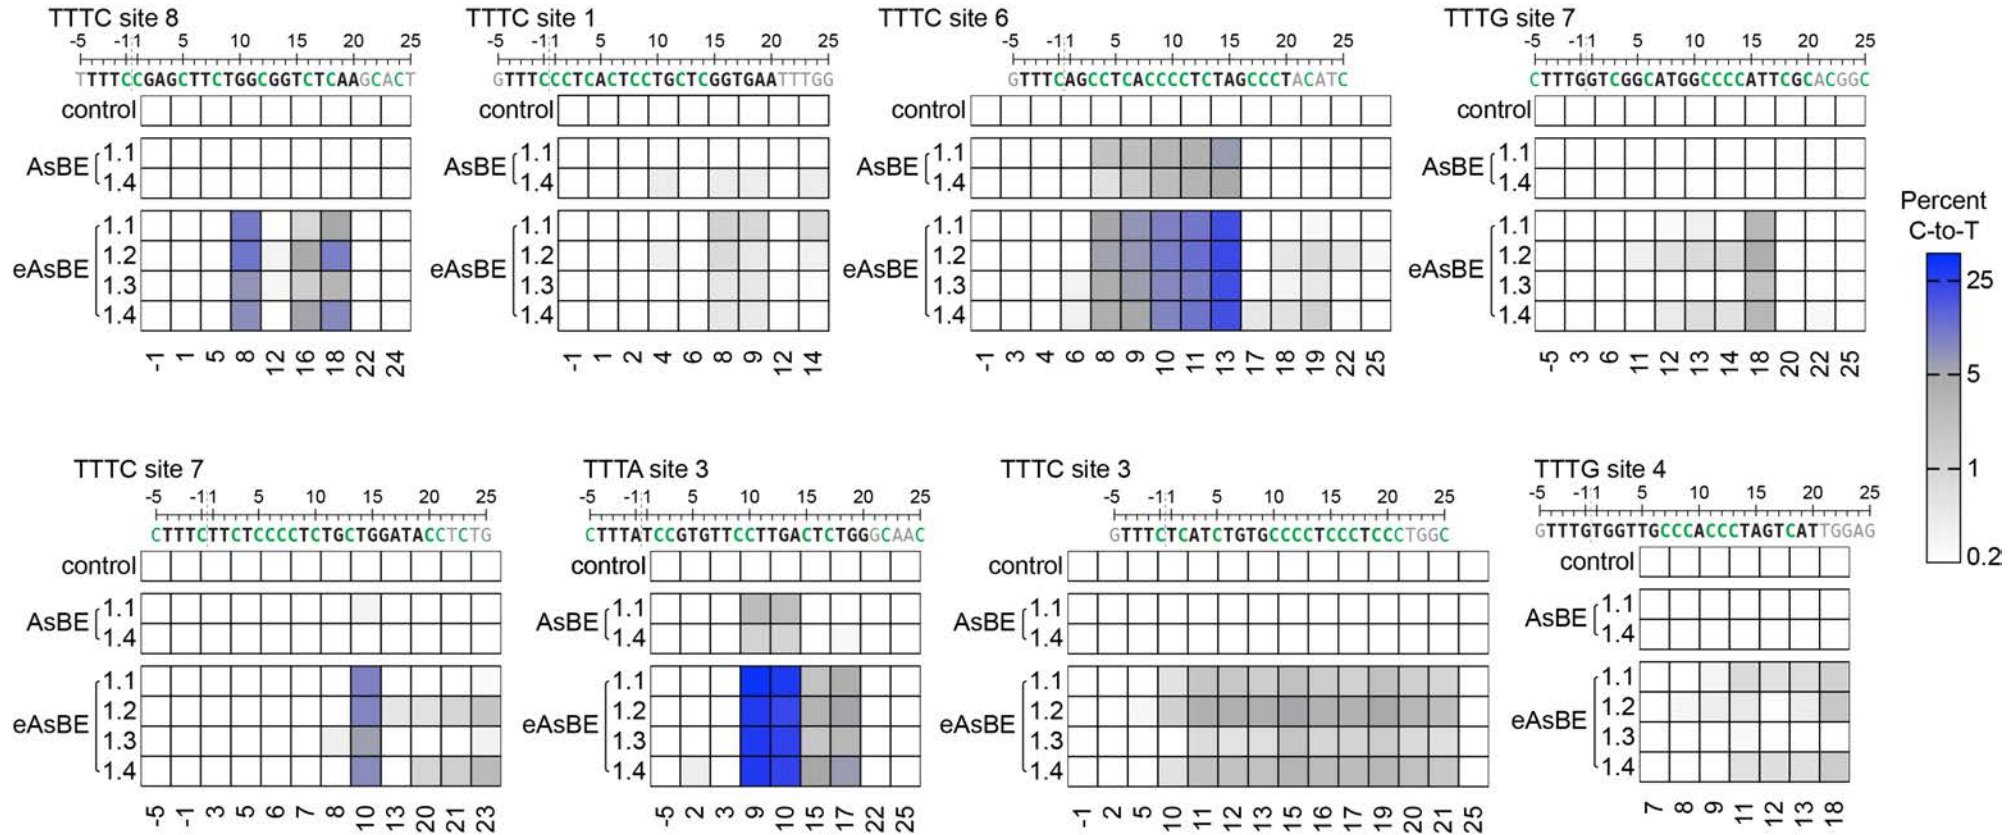 TTTC site 8
-5 -1 1 5 10 15 20 25
TTTTCCGAGCTTCTGGCGGTCTCAAGCACT
control
AsBE 1.1
1.4
eAsBE 1.1
1.2
1.3
1.4
-1 1 5 8 12 16 18 22 24
TTTC site 1
-5 -1 1 5 10 15 20 25
GTTTCCCTCACTCCTGCTCGGTGAATTTGG
control
AsBE 1.1
1.4
eAsBE 1.1
1.2
1.3
1.4
-1 1 2 4 6 8 9 12 14
TTTC site 6
-5 -1 1 5 10 15 20 25
GTTTCAGCCTCACCCCTCTAGCCCTACATC
control
AsBE 1.1
1.4
eAsBE 1.1
1.2
1.3
1.4
-1 3 4 6 8 9 10 11 13 17 18 19 22 25
TTTG site 7
-5 -1 1 5 10 15 20 25
CTTTGGTCGGCATGGCCCCATTCGCACGGC
control
AsBE 1.1
1.4
eAsBE 1.1
1.2
1.3
1.4
-5 3 6 11 12 13 14 18 20 22 25
Percent
C-to-T
25
5
1
0.2
TTTC site 7
-5 -1 1 5 10 15 20 25
CTTTCTTCTCCCCTCTGCTGGATACCTCTG
control
AsBE 1.1
1.4
eAsBE 1.1
1.2
1.3
1.4
-5 -1 3 5 6 7 8 10 13 20 21 23
TTTA site 3
-5 -1 1 5 10 15 20 25
CTTTATCCGTGTTCCTTGACTCTGGGCAAC
control
AsBE 1.1
1.4
eAsBE 1.1
1.2
1.3
1.4
-5 2 3 9 10 15 17 22 25
TTTC site 3
-5 -1 1 5 10 15 20 25
GTTTCTCATCTGTGCCCCTCCCTCCCTGGC
control
AsBE 1.1
1.4
eAsBE 1.1
1.2
1.3
1.4
-1 2 5 10 11 12 13 15 16 17 19 20 21 25
TTTG site 4
-5 -1 1 5 10 15 20 25
GTTTGTGGTTGCCCACCCTAGTCATTGGAG
control
AsBE 1.1
1.4
eAsBE 1.1
1.2
1.3
1.4
7 8 9 11 12 13 18